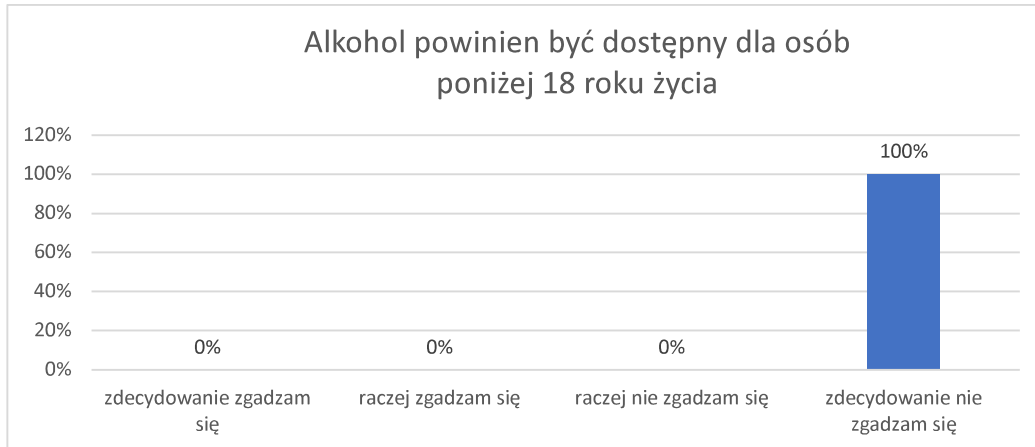 Alkohol powinien być dostępny dla osób
poniżej 18 roku życia
120%
100%
100%
80%
60%
40%
20%
0%
0%
0%
0%
zdecydowanie zgadzam
się
raczej zgadzam się
raczej nie zgadzam się
zdecydowanie nie
zgadzam się